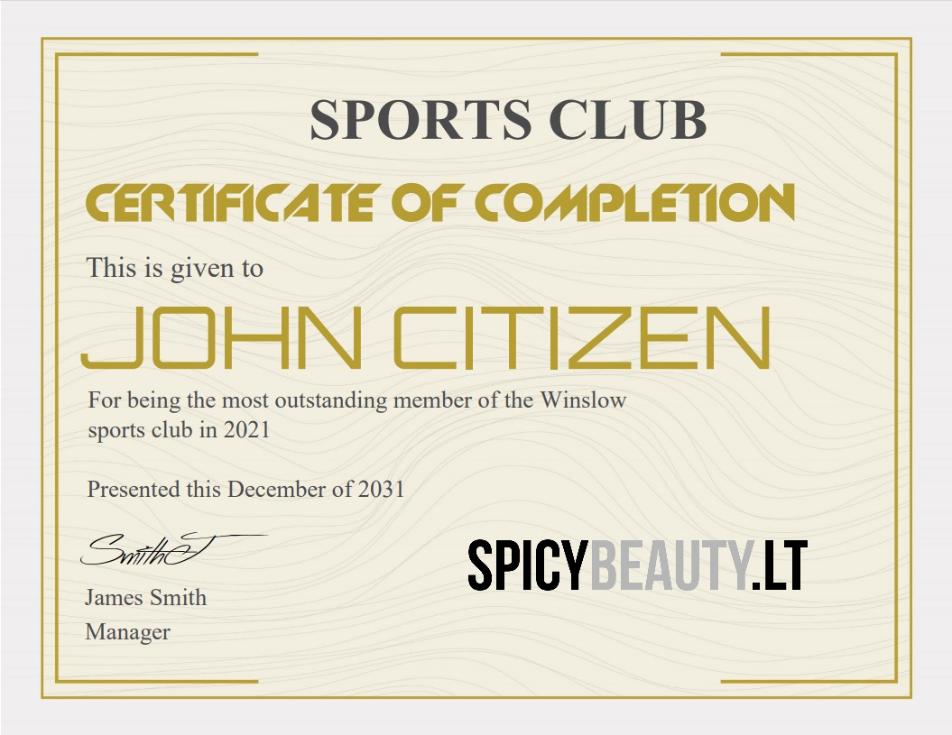 SPORTS CLUB
CERTIFICATE OF COMPLETION
This is given to
JOHN CITIZEN
For being the most outstanding member of the Winslow
sports club in 2021
Presented this December of 2031
SmithJ
James Smith
Manager
SPICYBEAUTY.LT